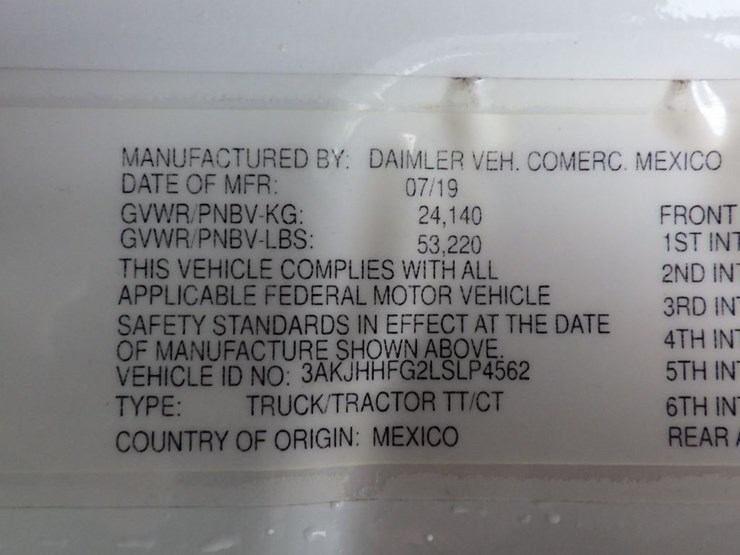 MANUFACTURED BY: DAIMLER VEH. COMERC. MEXICO
DATE OF MFR: 07/19
GVWR/PNBV-KG: 24,140 FRONT
GVWR/PNBV-LBS: 53,220 1ST INT
THIS VEHICLE COMPLIES WITH ALL 2ND INT
APPLICABLE FEDERAL MOTOR VEHICLE 3RD INT
SAFETY STANDARDS IN EFFECT AT THE DATE 4TH INT
OF MANUFACTURE SHOWN ABOVE.
VEHICLE ID NO: 3AKJHHFG2LSLP4562 5TH INT
TYPE: TRUCK/TRACTOR TT/CT 6TH INT
COUNTRY OF ORIGIN: MEXICO REAR